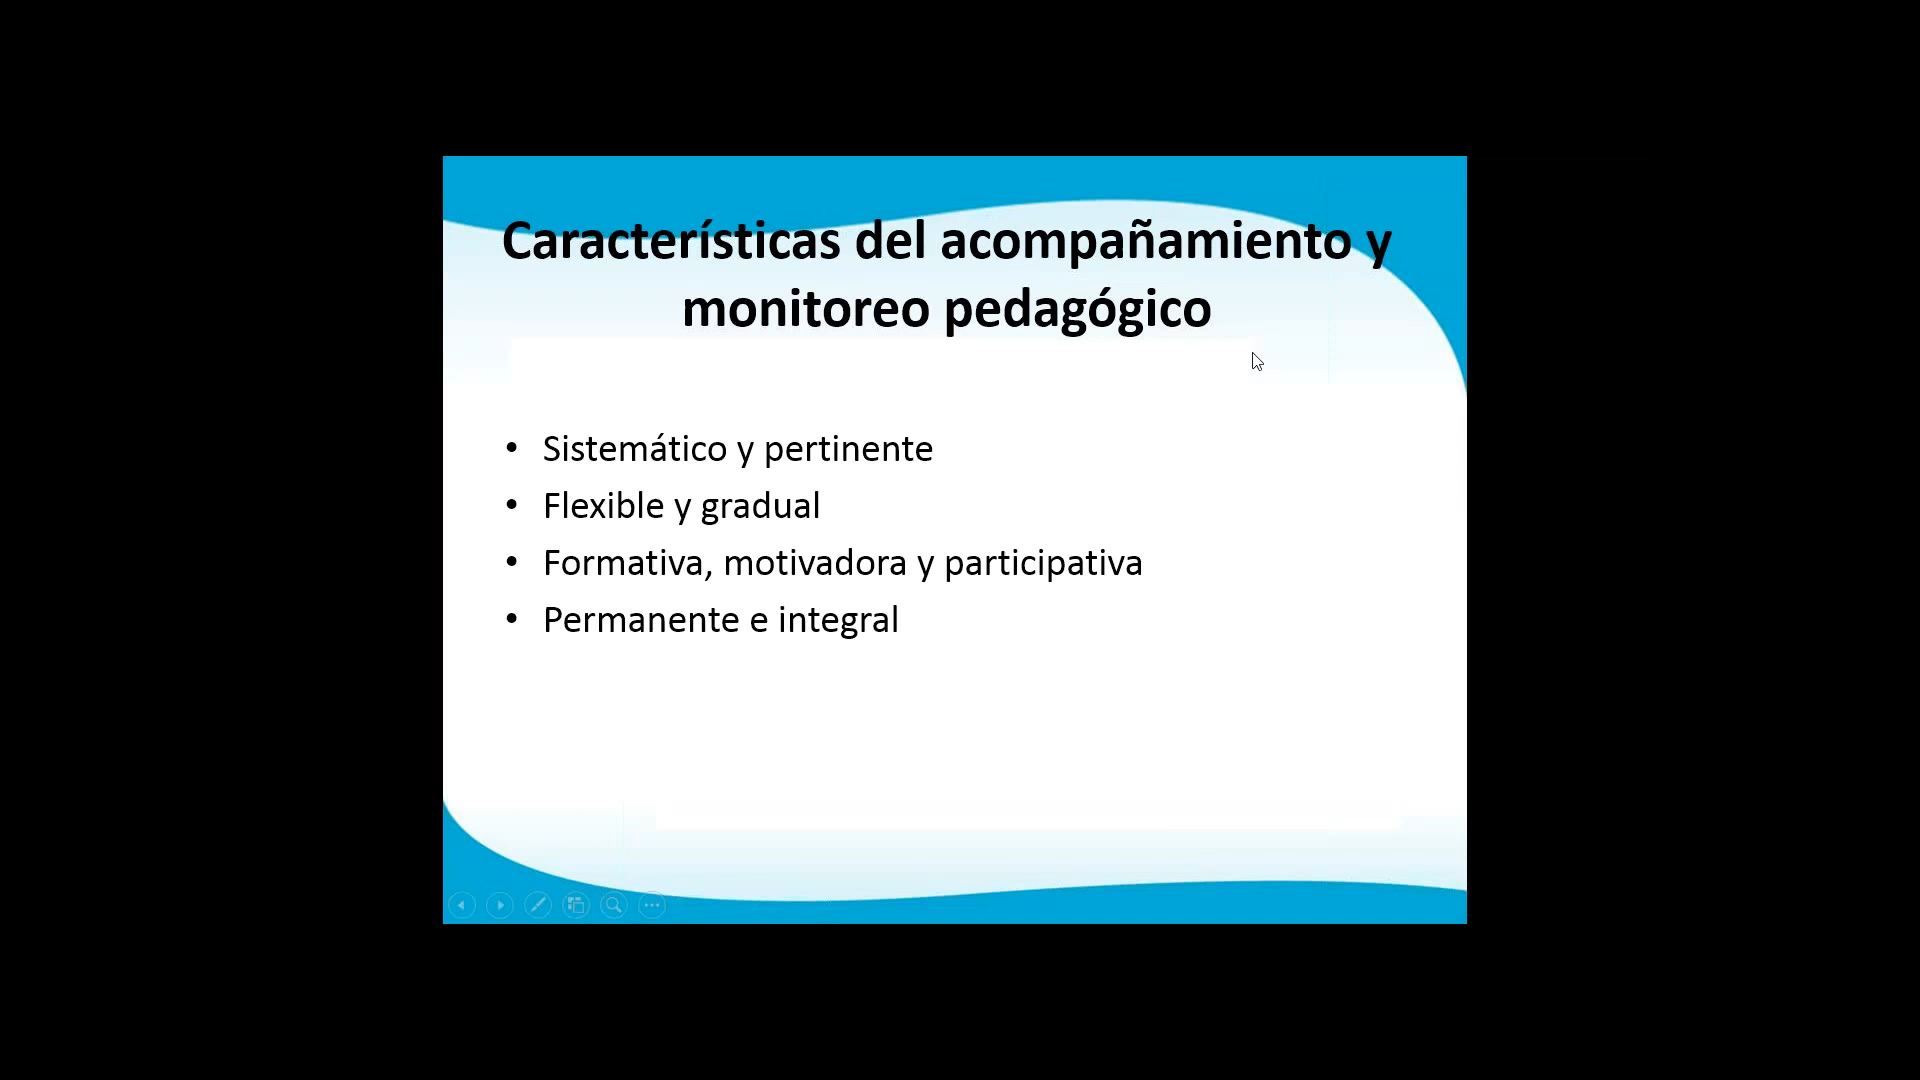 Características del acompañamiento y
monitoreo pedagógico
• Sistemático y pertinente
• Flexible y gradual
• Formativa, motivadora y participativa
• Permanente e integral